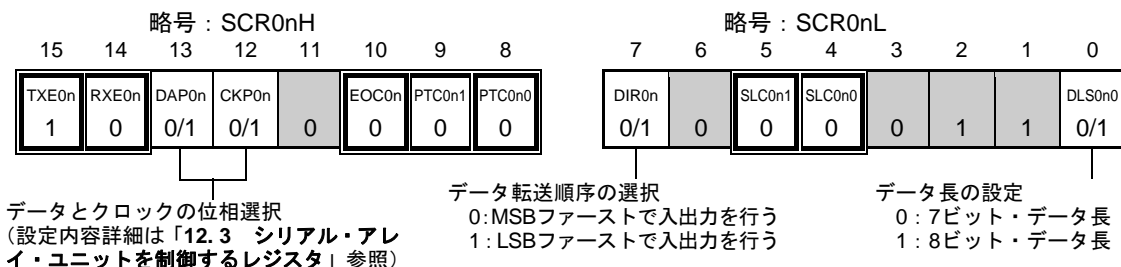 略号：SCR0nH 略号：SCR0nL
15 14 13 12 11 10 9 8 7 6 5 4 3 2 1 0
TXE0n RXE0n DAP0n CKP0n EOC0n PTC0n1 PTC0n0 DIR0n SLC0n1 SLC0n0 DLS0n0
1 0 0/1 0/1 0 0 0 0 0/1 0 0 0 0 1 1 0/1
データとクロックの位相選択
（設定内容詳細は「12. 3 シリアル・アレ
イ・ユニットを制御するレジスタ」参照）
データ転送順序の選択
0：MSBファーストで入出力を行う
1：LSBファーストで入出力を行う
データ長の設定
0：7ビット・データ長
1：8ビット・データ長